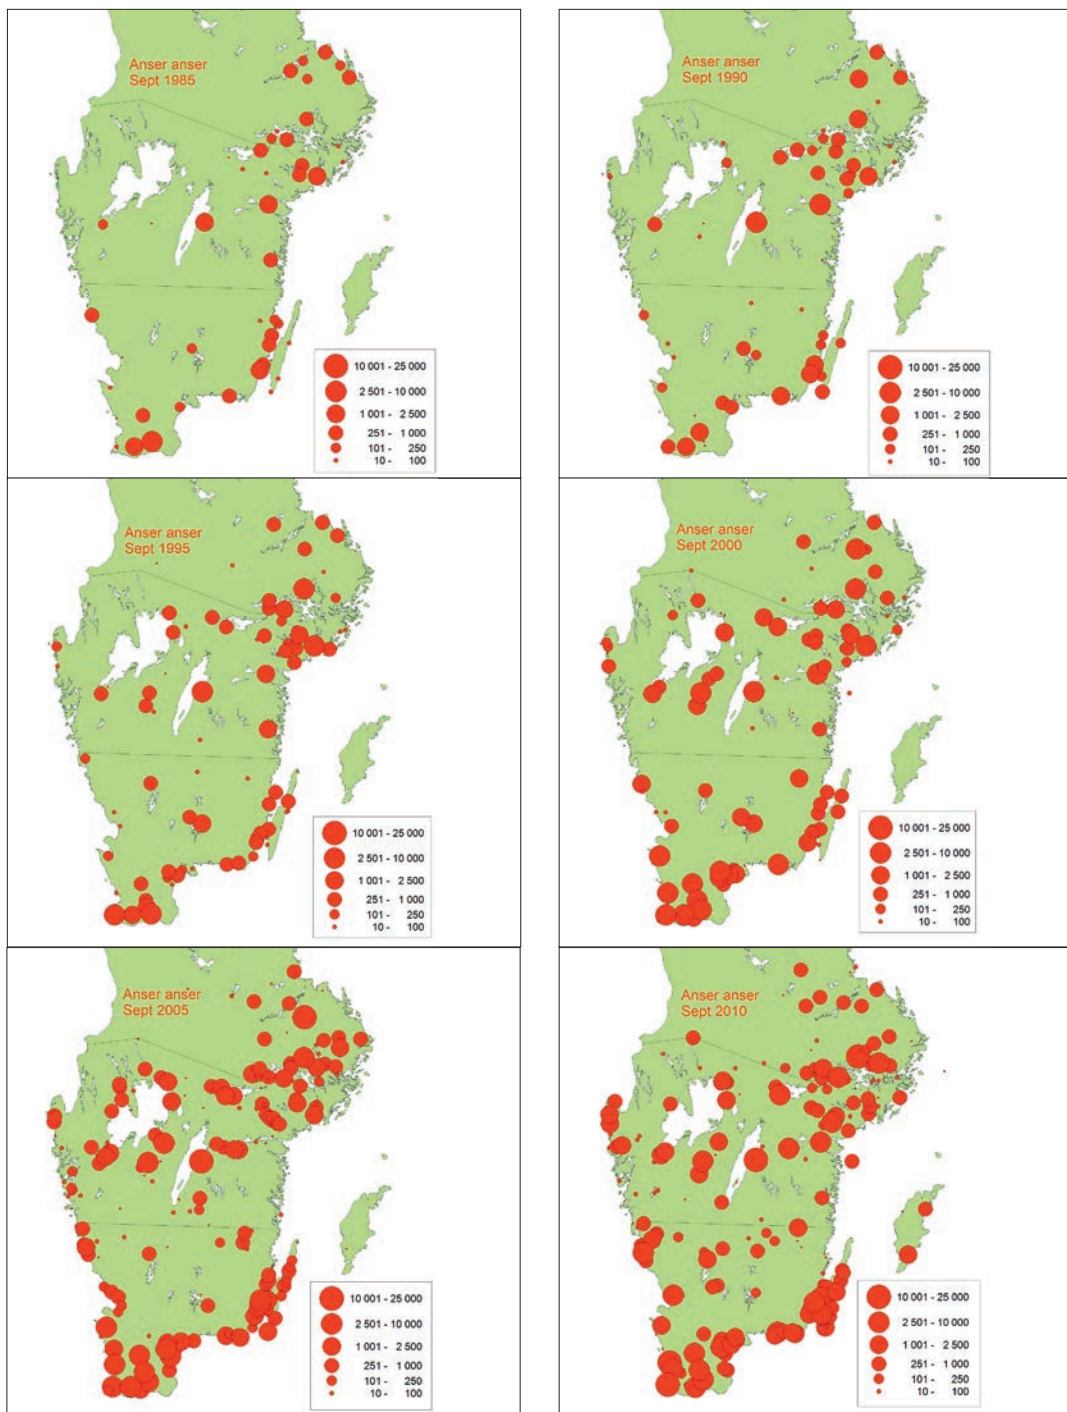 Anser anser
Sept 1985
10 001 - 25 000
2 501 - 10 000
1 001 - 2 500
251 - 1 000
101 - 250
10 - 100
Anser anser
Sept 1990
10 001 - 25 000
2 501 - 10 000
1 001 - 2 500
251 - 1 000
101 - 250
10 - 100
Anser anser
Sept 1995
10 001 - 25 000
2 501 - 10 000
1 001 - 2 500
251 - 1 000
101 - 250
10 - 100
Anser anser
Sept 2000
10 001 - 25 000
2 501 - 10 000
1 001 - 2 500
251 - 1 000
101 - 250
10 - 100
Anser anser
Sept 2005
10 001 - 25 000
2 501 - 10 000
1 001 - 2 500
251 - 1 000
101 - 250
10 - 100
Anser anser
Sept 2010
10 001 - 25 000
2 501 - 10 000
1 001 - 2 500
251 - 1 000
101 - 250
10 - 100